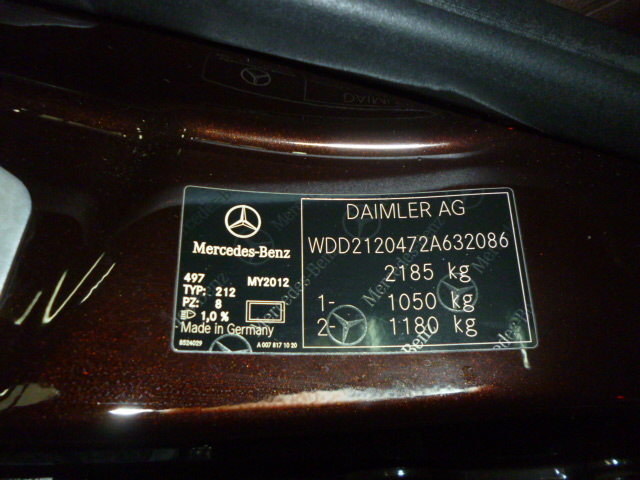 Mercedes-Benz
497 MY2012
TYP: 212
PZ: 8
1,0 %
Made in Germany
8524029 A 007 817 10 20
DAIMLER AG
WDD2120472A632086
2185 kg
1- 1050 kg
2- 1180 kg